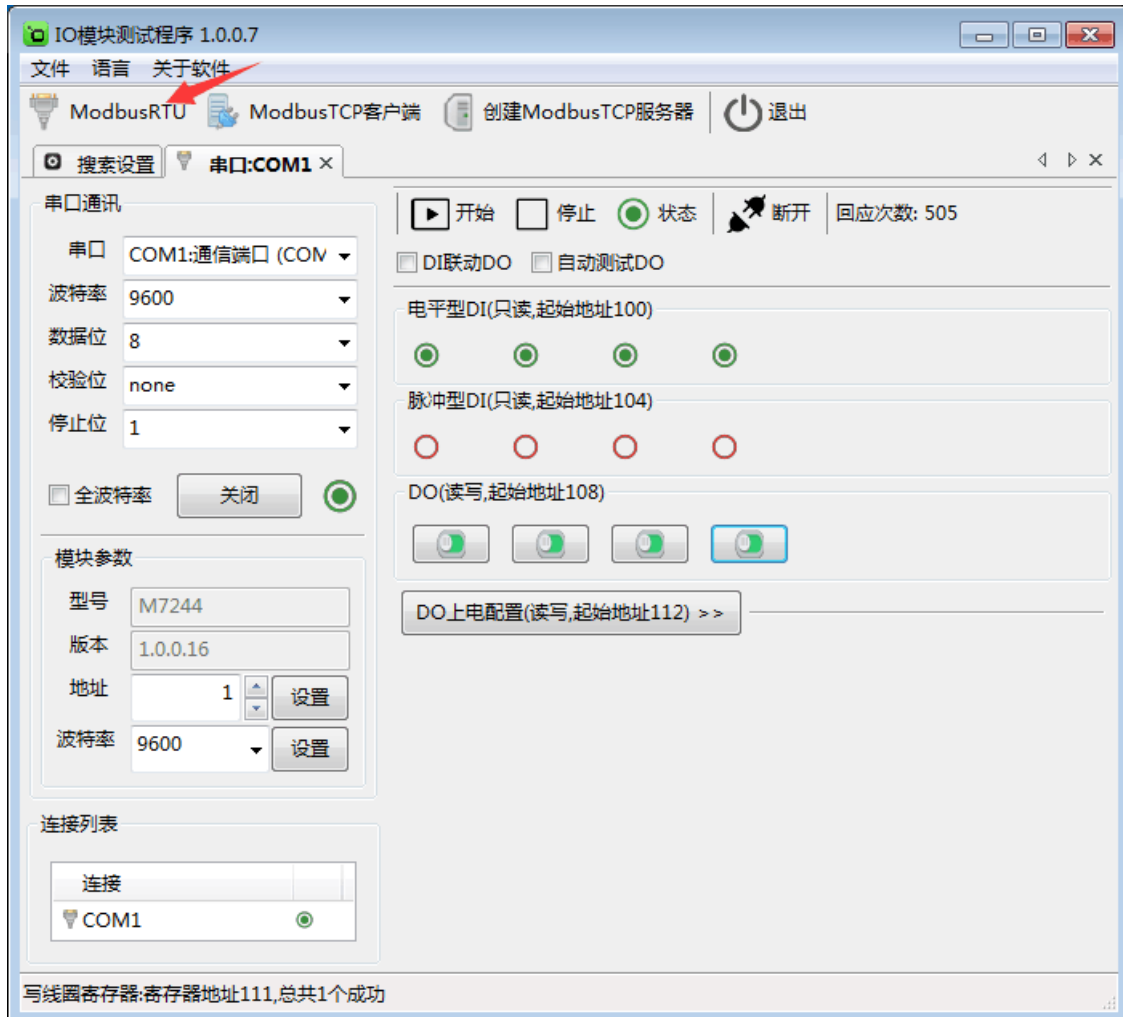 IO模块测试程序 1.0.0.7
文件 语言 关于软件
ModbusRTU ModbusTCP客户端 创建ModbusTCP服务器 退出
搜索设置 串口:COM1
串口通讯
串口 COM1:通信端口 (COM
波特率 9600
数据位 8
校验位 none
停止位 1
全波特率 关闭
模块参数
型号 M7244
版本 1.0.0.16
地址 1 设置
波特率 9600 设置
连接列表
连接
COM1
开始 停止 状态 断开 回应次数: 505
DI联动DO 自动测试DO
电平型DI(只读,起始地址100)
脉冲型DI(只读,起始地址104)
DO(读写,起始地址108)
DO上电配置(读写,起始地址112) >>
写线圈寄存器:寄存器地址111,总共1个成功